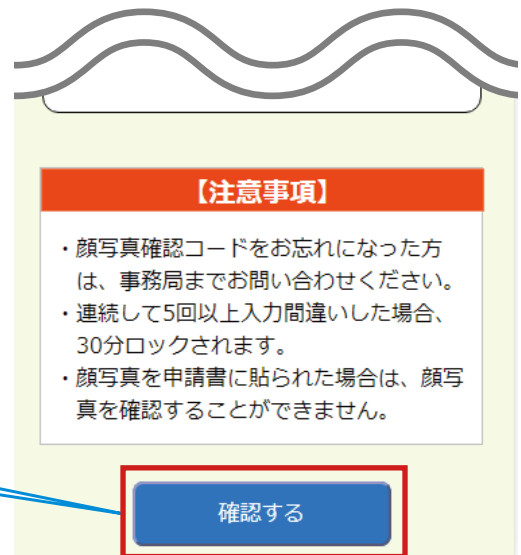 【注意事項】
・顔写真確認コードをお忘れになった方
は、事務局までお問い合わせください。
・連続して5回以上入力間違いした場合、
30分ロックされます。
・顔写真を申請書に貼られた場合は、顔写
真を確認することができません。
確認する